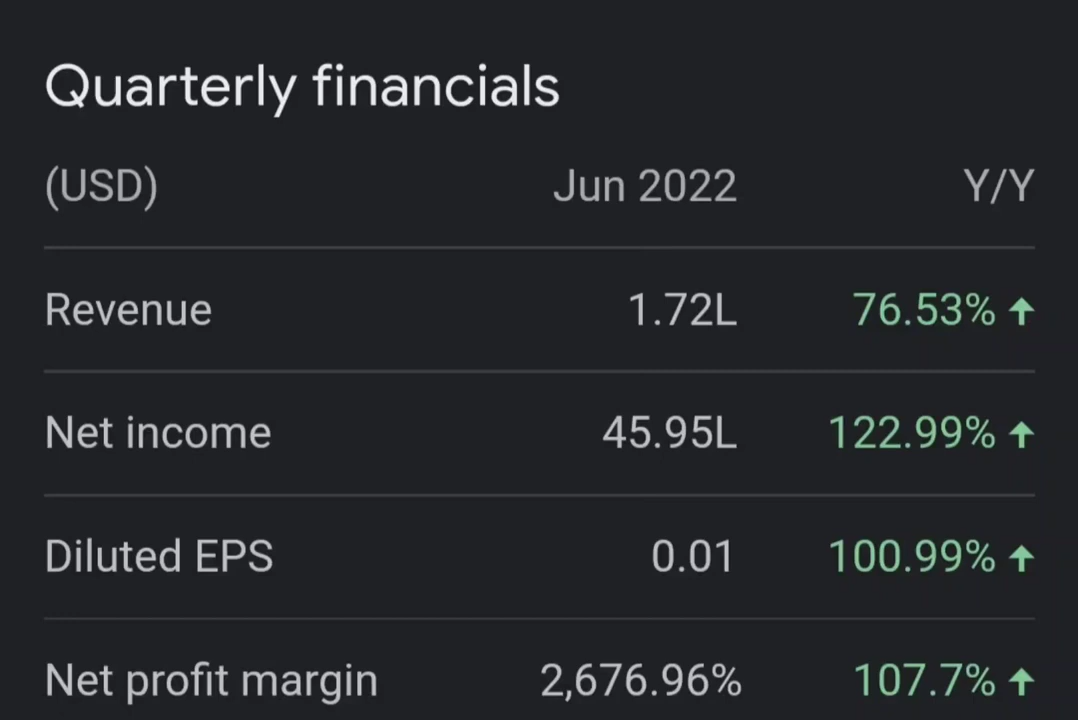 Quarterly financials
(USD) Jun 2022 Y/Y
Revenue 1.72L 76.53% ↑
Net income 45.95L 122.99% ↑
Diluted EPS 0.01 100.99% ↑
Net profit margin 2,676.96% 107.7% ↑